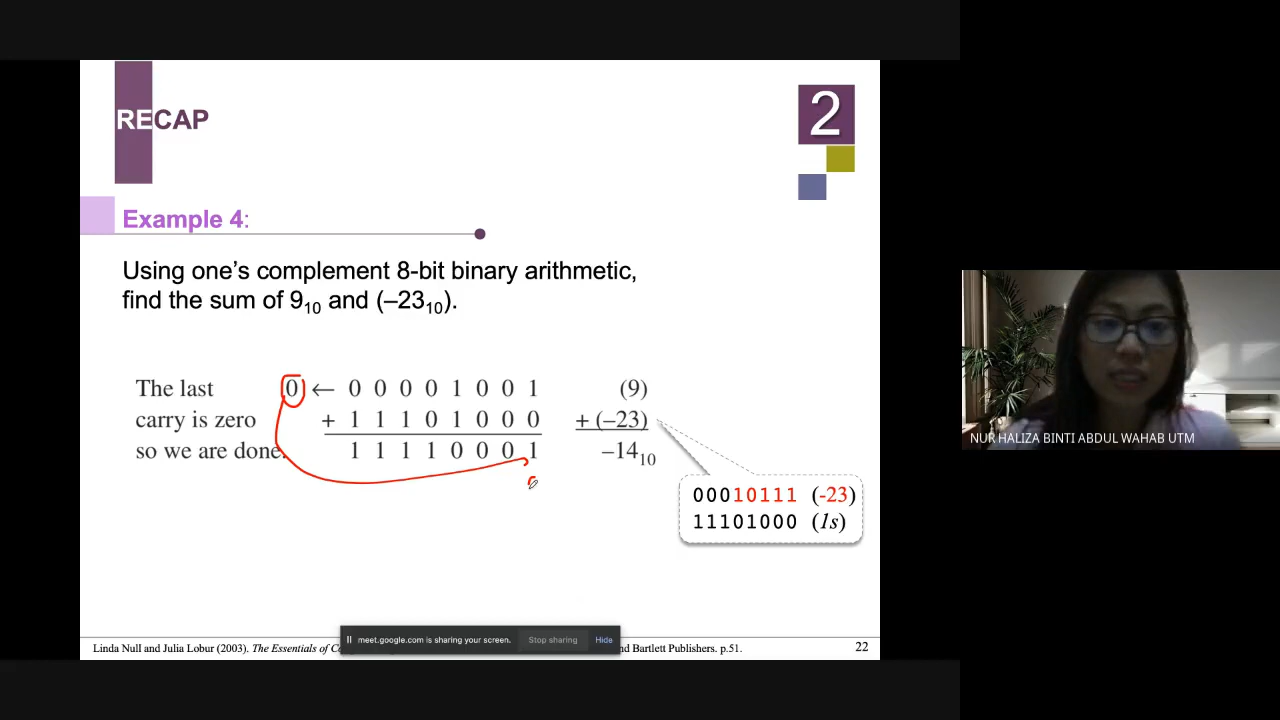 RECAP
2
Example 4:
Using one’s complement 8-bit binary arithmetic,
find the sum of 9₁₀ and (–23₁₀).
The last 0 ← 0 0 0 0 1 0 0 1 (9)
carry is zero + 1 1 1 0 1 0 0 0 + (–23)
so we are done. 1 1 1 1 0 0 0 1 –14₁₀
00010111 (-23)
11101000 (1s)
NUR HALIZA BINTI ABDUL WAHAB UTM
meet.google.com is sharing your screen. Stop sharing Hide
Linda Null and Julia Lobur (2003). The Essentials of Bartlett Publishers. p.51.
22